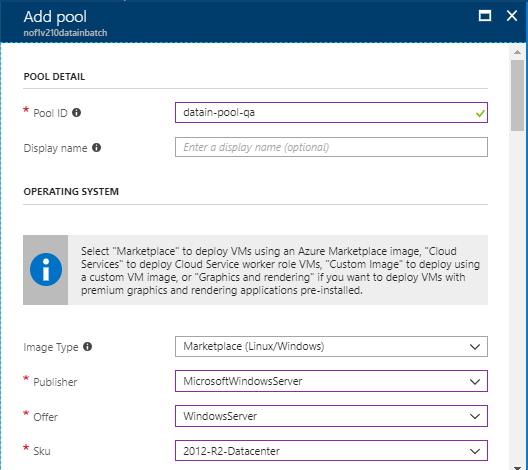 Add pool
nof1v210datainbatch
POOL DETAIL
* Pool ID
datain-pool-qa
Display name
Enter a display name (optional)
OPERATING SYSTEM
Select "Marketplace" to deploy VMs using an Azure Marketplace image, "Cloud
Services" to deploy Cloud Service worker role VMs, "Custom Image" to deploy using
a custom VM image, or "Graphics and rendering" if you want to deploy VMs with
premium graphics and rendering applications pre-installed.
Image Type
Marketplace (Linux/Windows)
* Publisher
MicrosoftWindowsServer
* Offer
WindowsServer
* Sku
2012-R2-Datacenter